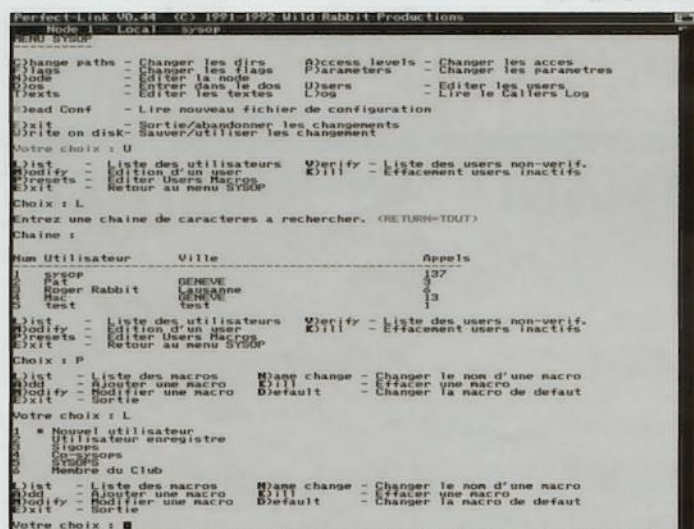 Perfect Link V0.44 (C) 1991-1992 Wild Rabbit Productions
Node 1 - Local - sysop
MENU SYSOP
C)hange paths - Changer les dirs A)ccess levels - Changer les acces
F)lags - Changer les flags P)arameters - Changer les parametres
N)ode - Editer la node
D)os - Entrer dans le dos U)sers - Editer les users
T)exts - Editer les textes L)og - Lire le Callers Log
R)ead Conf - Lire nouveau fichier de configuration
E)xit - Sortie/abandonner les changements
W)rite on disk- Sauver/utiliser les changement
Votre choix : U
L)ist - Liste des utilisateurs V)erify - Liste des users non-verif.
M)odify - Edition d'un user K)ill - Effacement users inactifs
P)resets - Editer Users Macros
E)xit - Retour au menu SYSOP
Choix : L
Entrez une chaine de caracteres a rechercher. (RETURN=TOUT)
Chaine :
Num Utilisateur Ville Appels
1 sysop 137
2 Pat GENEVE 3
3 Roger Rabbit Lausanne 6
4 Mac GENEVE 13
5 test test 1
L)ist - Liste des utilisateurs V)erify - Liste des users non-verif.
M)odify - Edition d'un user K)ill - Effacement users inactifs
P)resets - Editer Users Macros
E)xit - Retour au menu SYSOP
Choix : P
L)ist - Liste des macros N)ame change - Changer le nom d'une macro
A)dd - Ajouter une macro K)ill - Effacer une macro
M)odify - Modifier une macro D)efault - Changer la macro de defaut
E)xit - Sortie
Votre choix : L
1 * Nouvel utilisateur
2 Utilisateur enregistre
3 Sigops
4 Co-sysops
5 SYSOPS
6 Membre du Club
L)ist - Liste des macros N)ame change - Changer le nom d'une macro
A)dd - Ajouter une macro K)ill - Effacer une macro
M)odify - Modifier une macro D)efault - Changer la macro de defaut
E)xit - Sortie
Votre choix :